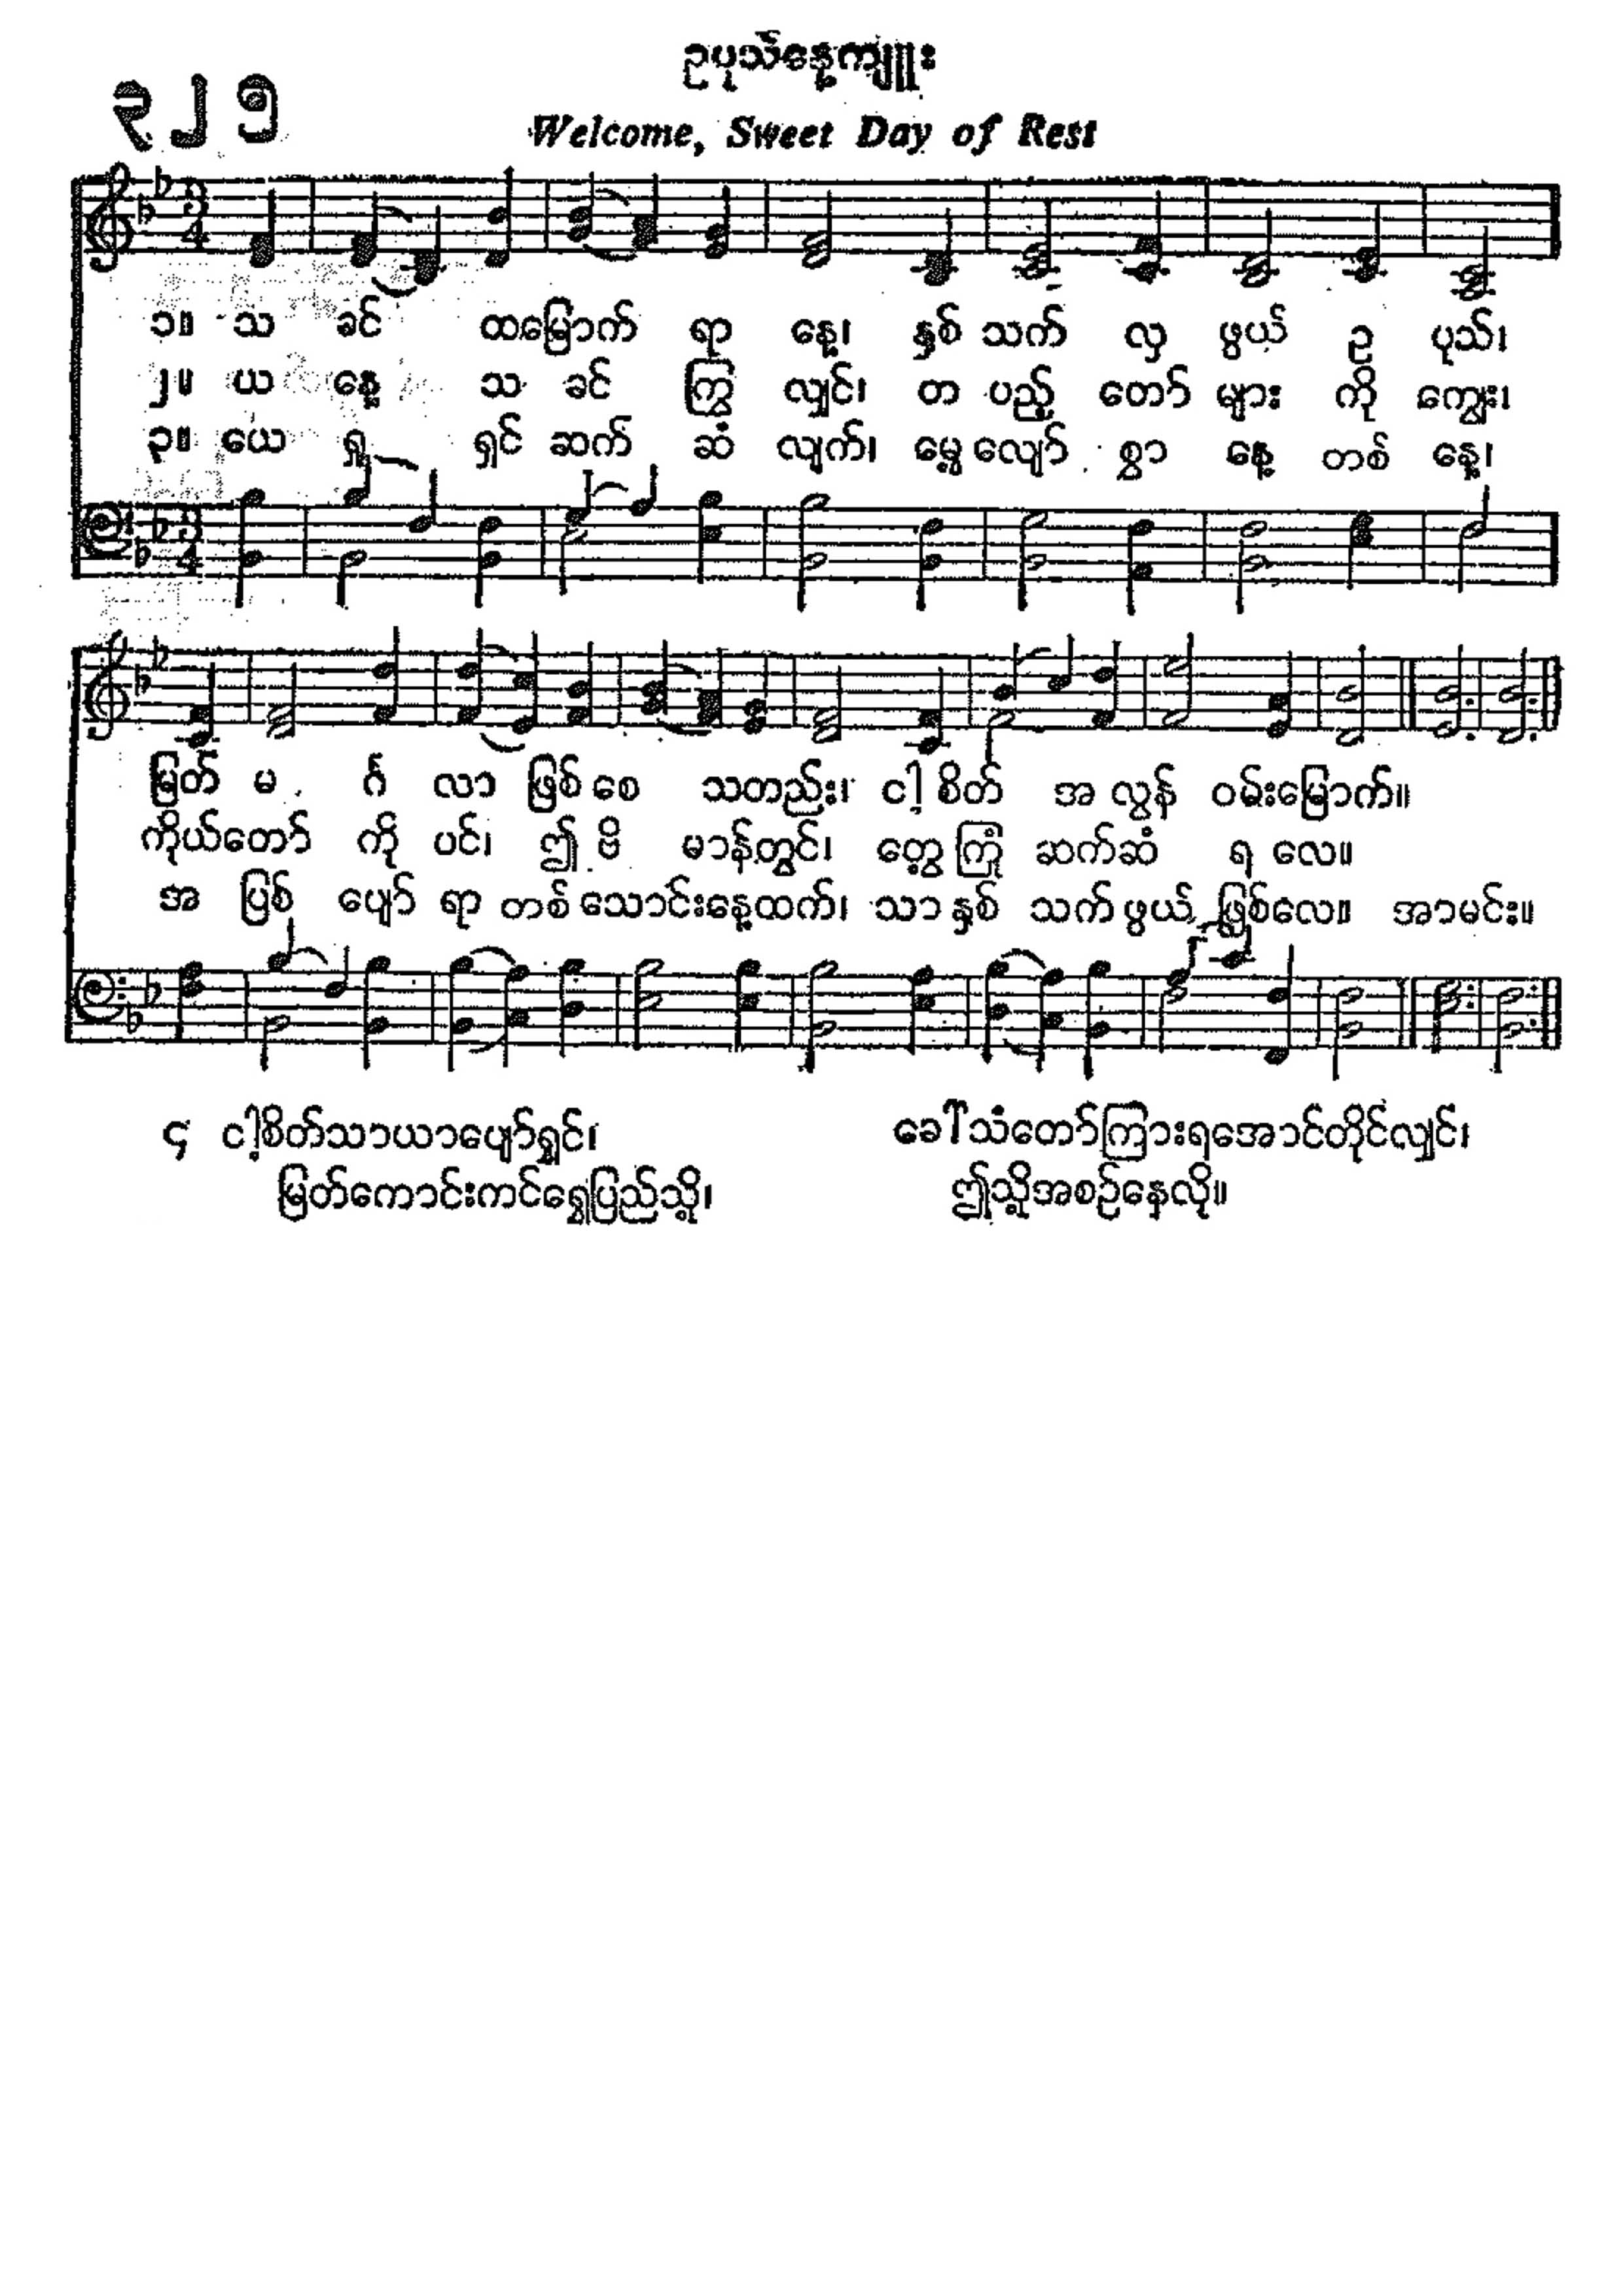 ဥပုသ်နေ့ကျူး
၃၂၅
Welcome, Sweet Day of Rest
3 4
၁။ သ ခင် ထမြောက် ရာ နေ့၊ နှစ် သက် လှ ဖွယ် ဥ ပုသ်၊
၂။ ယ နေ့ သ ခင် ကြွ လျှင်၊ တ ပည့် တော် များ ကို ကျွေး၊
၃။ ယေ ရှု ရှင် ဆက် ဆံ လျက်၊ မွေ့ လျော် စွာ နေ့ တစ် နေ့၊
3 4
မြတ် မ င်္ဂ လာ ဖြစ် စေ သတည်း၊ ငါ့ စိတ် အ လွန် ဝမ်းမြောက်။
ကိုယ်တော် ကို ပင်၊ ဤ ဗိ မာန်တွင်၊ တွေ့ ကြုံ ဆက်ဆံ ရ လေ။
အ ပြစ် ပျော် ရာ တစ် သောင်းနေ့ထက်၊ သာ နှစ် သက် ဖွယ် ဖြစ်လေ။ အာမင်း။
၄ ငါ့စိတ်သာယာပျော်ရွှင်၊ ခေါ်သံတော်ကြားရအောင်တိုင်လျှင်၊
မြတ်ကောင်းကင်ရွှေပြည်သို့၊ ဤသို့အစဉ်နေလို။